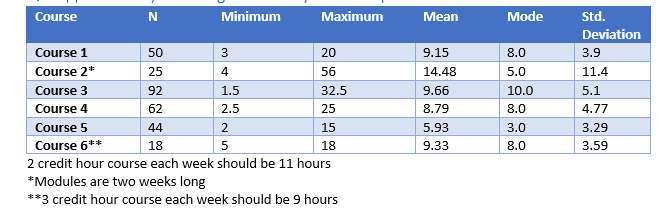 Course N Minimum Maximum Mean Mode Std. Deviation
Course 1 50 3 20 9.15 8.0 3.9
Course 2* 25 4 56 14.48 5.0 11.4
Course 3 92 1.5 32.5 9.66 10.0 5.1
Course 4 62 2.5 25 8.79 8.0 4.77
Course 5 44 2 15 5.93 3.0 3.29
Course 6** 18 5 18 9.33 8.0 3.59
2 credit hour course each week should be 11 hours
*Modules are two weeks long
**3 credit hour course each week should be 9 hours